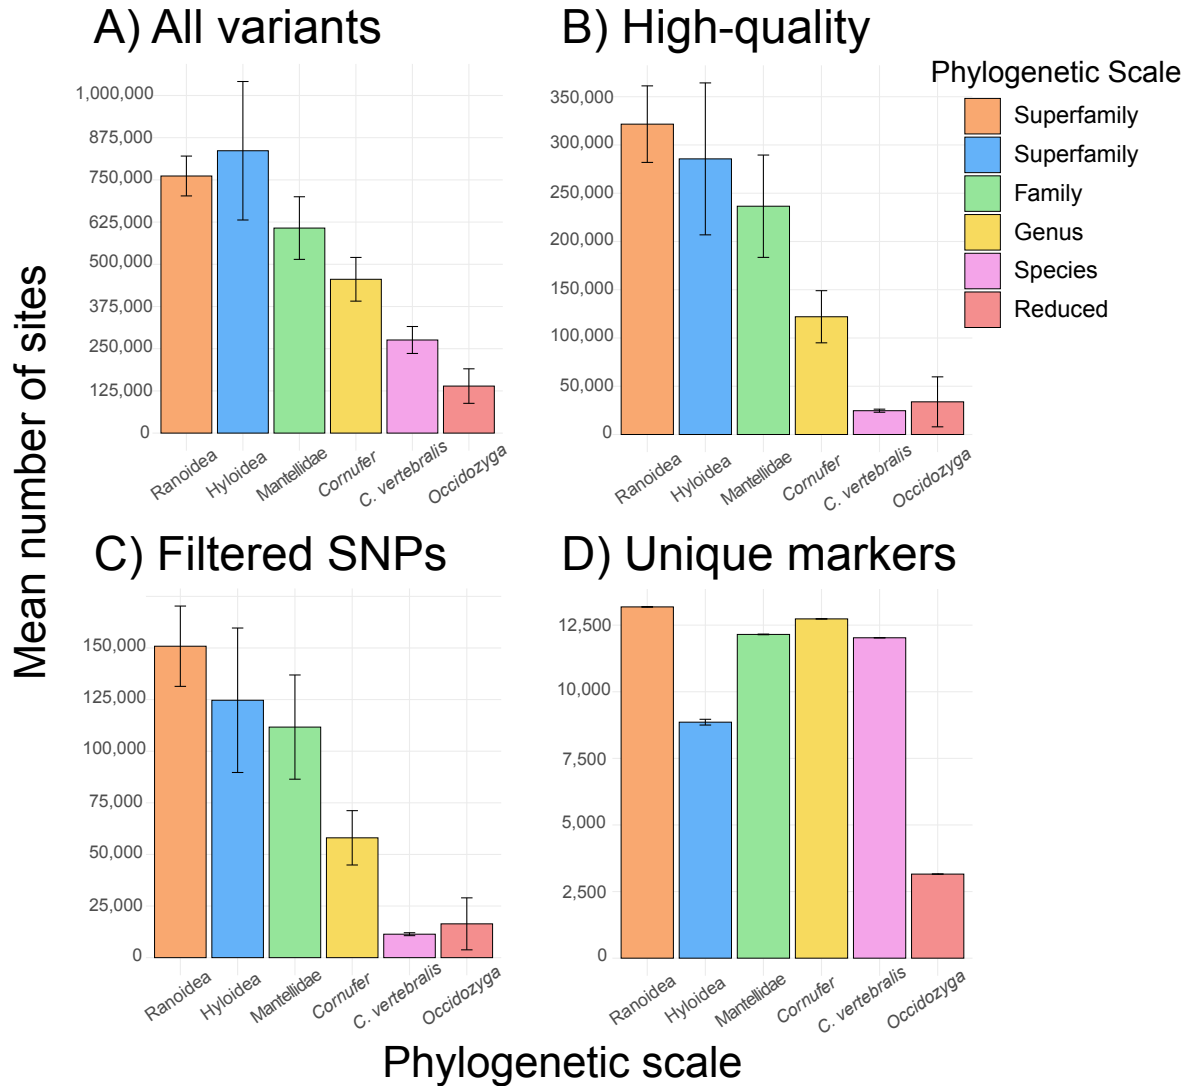 A) All variants
1,000,000
875,000
750,000
625,000
500,000
375,000
250,000
125,000
0
Ranoidea
Hyloidea
Mantellidae
Cornufer
C. vertebralis
Occidozyga
B) High-quality
350,000
300,000
250,000
200,000
150,000
100,000
50,000
0
Ranoidea
Hyloidea
Mantellidae
Cornufer
C. vertebralis
Occidozyga
Phylogenetic Scale
Superfamily
Superfamily
Family
Genus
Species
Reduced
Mean number of sites
C) Filtered SNPs
150,000
125,000
100,000
75,000
50,000
25,000
0
Ranoidea
Hyloidea
Mantellidae
Cornufer
C. vertebralis
Occidozyga
D) Unique markers
12,500
10,000
7,500
5,000
2,500
0
Ranoidea
Hyloidea
Mantellidae
Cornufer
C. vertebralis
Occidozyga
Phylogenetic scale